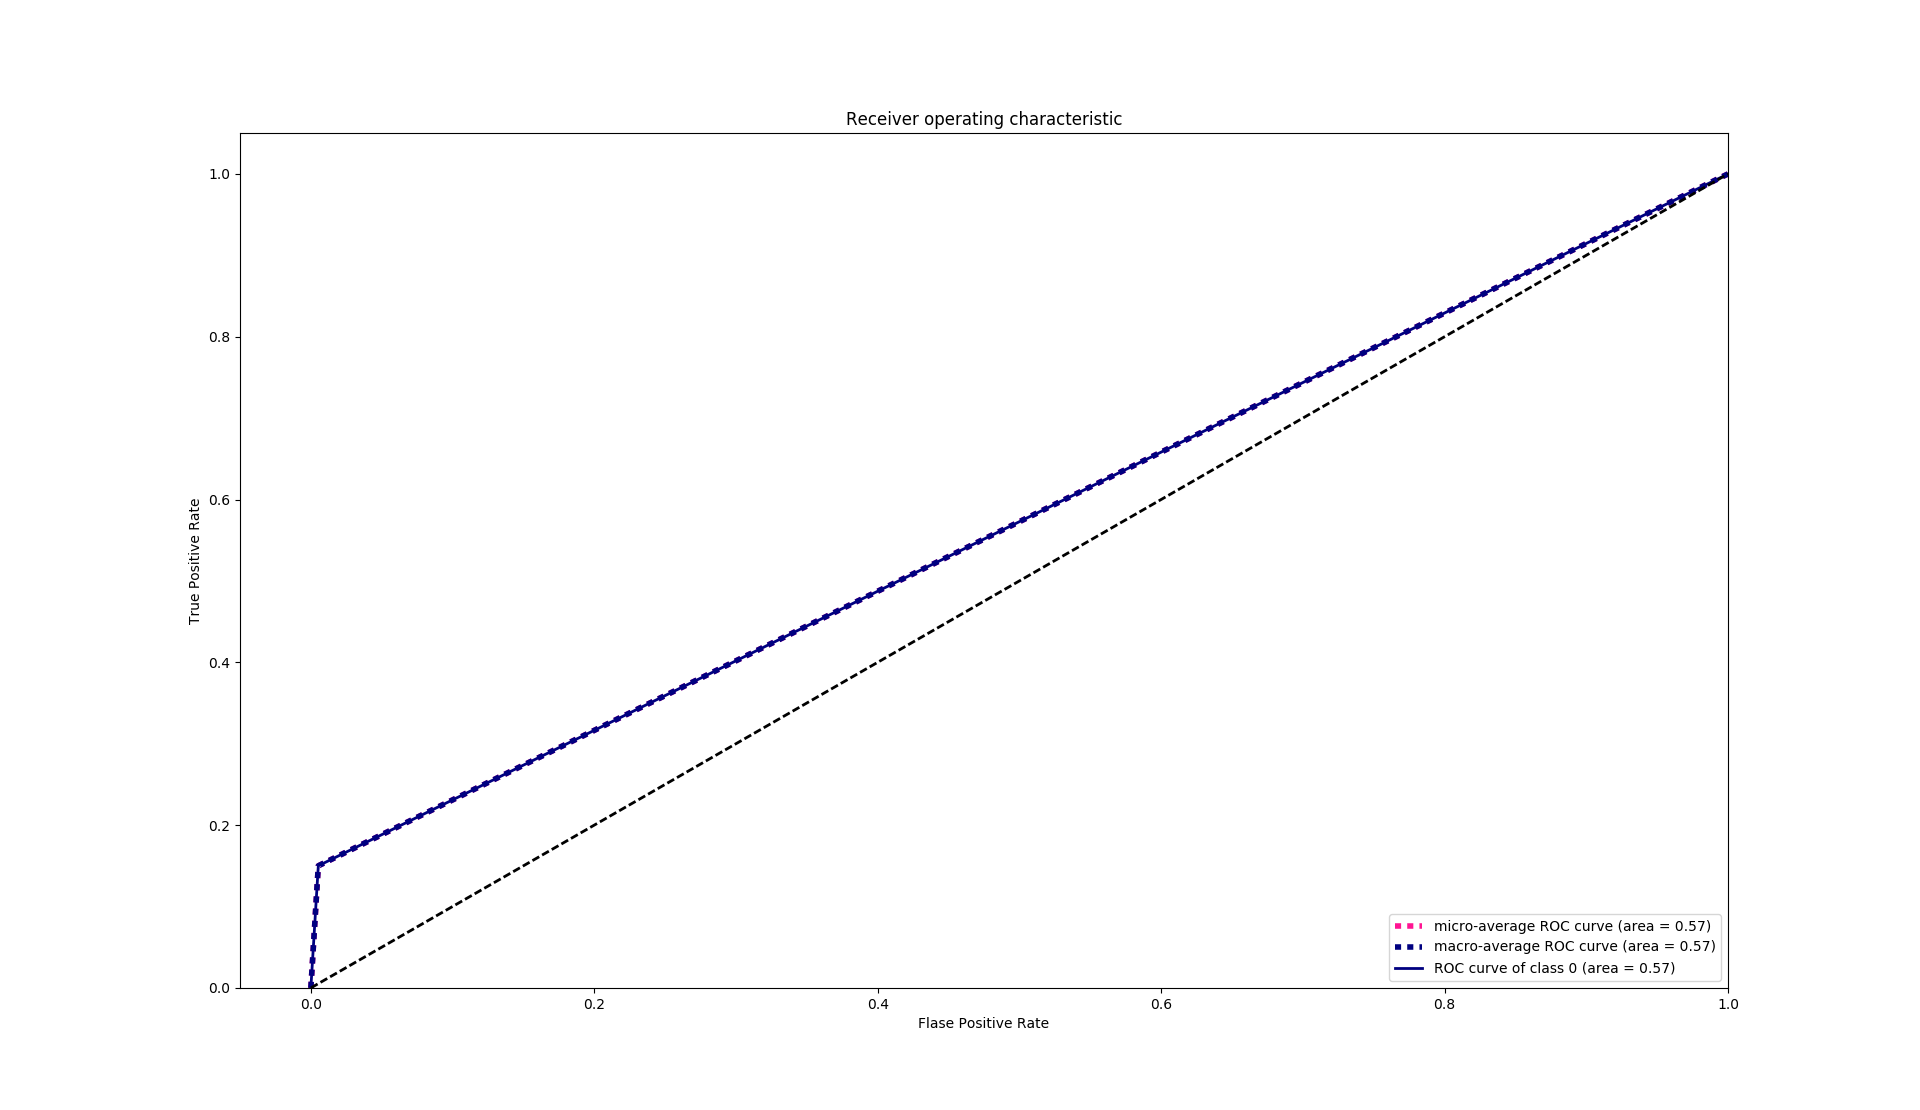 Receiver operating characteristic
1.0
0.8
0.6
0.4
0.2
0.0
True Positive Rate
0.0 0.2 0.4 0.6 0.8 1.0
Flase Positive Rate
micro-average ROC curve (area = 0.57)
macro-average ROC curve (area = 0.57)
ROC curve of class 0 (area = 0.57)